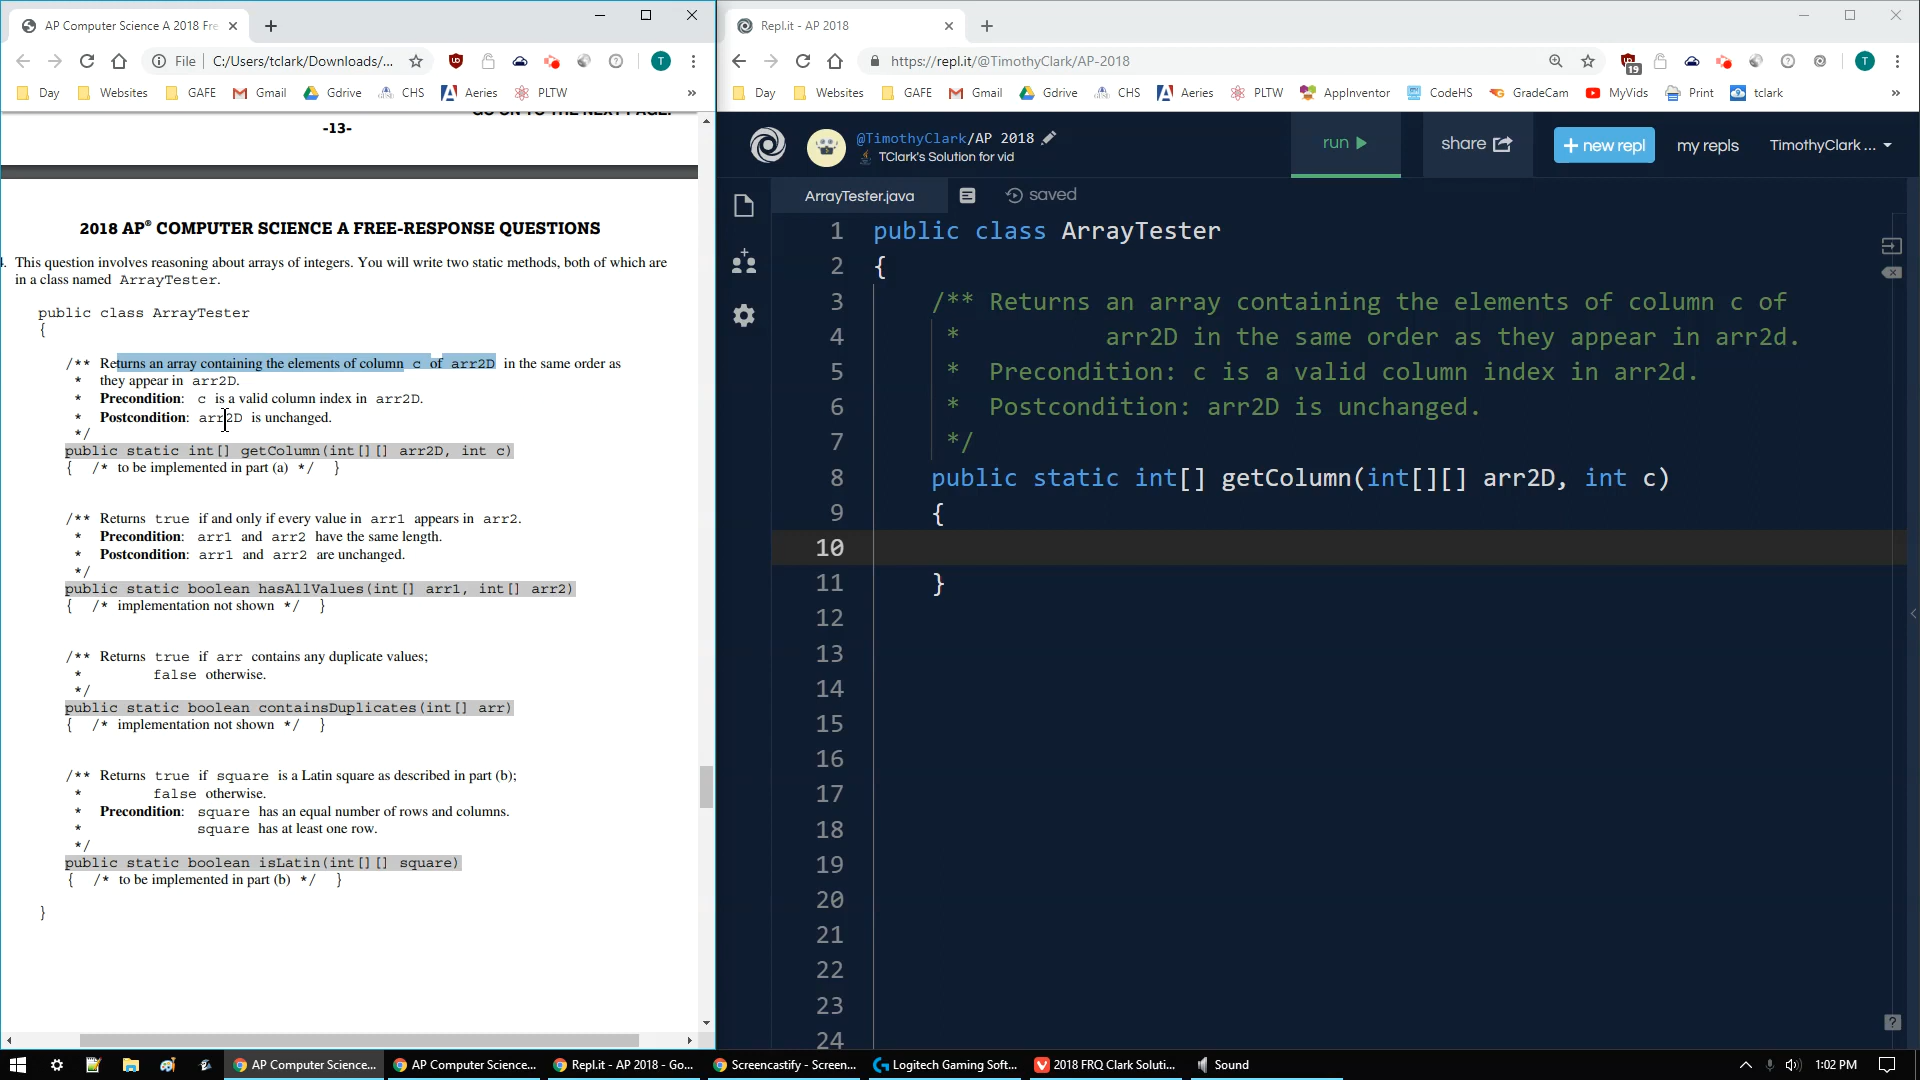 AP Computer Science A 2018 Fre
File
C:/Users/tclark/Downloads/...
T
Day
Websites
GAFE
Gmail
Gdrive
CHS
Aeries
PLTW
»
GO ON TO THE NEXT PAGE.
-13-
2018 AP® COMPUTER SCIENCE A FREE-RESPONSE QUESTIONS
4. This question involves reasoning about arrays of integers. You will write two static methods, both of which are
in a class named ArrayTester.
public class ArrayTester
{
/** Returns an array containing the elements of column c of arr2D in the same order as
* they appear in arr2D.
* Precondition: c is a valid column index in arr2D.
* Postcondition: arr2D is unchanged.
*/
public static int[] getColumn(int[][] arr2D, int c)
{ /* to be implemented in part (a) */ }
/** Returns true if and only if every value in arr1 appears in arr2.
* Precondition: arr1 and arr2 have the same length.
* Postcondition: arr1 and arr2 are unchanged.
*/
public static boolean hasAllValues(int[] arr1, int[] arr2)
{ /* implementation not shown */ }
/** Returns true if arr contains any duplicate values;
* false otherwise.
*/
public static boolean containsDuplicates(int[] arr)
{ /* implementation not shown */ }
/** Returns true if square is a Latin square as described in part (b);
* false otherwise.
* Precondition: square has an equal number of rows and columns.
* square has at least one row.
*/
public static boolean isLatin(int[][] square)
{ /* to be implemented in part (b) */ }
}
Repl.it - AP 2018
https://repl.it/@TimothyClark/AP-2018
19
T
Day
Websites
GAFE
Gmail
Gdrive
CHS
Aeries
PLTW
AppInventor
CodeHS
GradeCam
MyVids
Print
tclark
»
@TimothyClark/AP 2018
TClark's Solution for vid
run
share
+ new repl
my repls
TimothyClark ...
ArrayTester.java
saved
1 public class ArrayTester
2 {
3 /** Returns an array containing the elements of column c of
4 * arr2D in the same order as they appear in arr2d.
5 * Precondition: c is a valid column index in arr2d.
6 * Postcondition: arr2D is unchanged.
7 */
8 public static int[] getColumn(int[][] arr2D, int c)
9 {
10
11 }
12
13
14
15
16
17
18
19
20
21
22
23
24
AP Computer Science...
AP Computer Science...
Repl.it - AP 2018 - Go...
Screencastify - Screen...
Logitech Gaming Soft...
2018 FRQ Clark Soluti...
Sound
1:02 PM